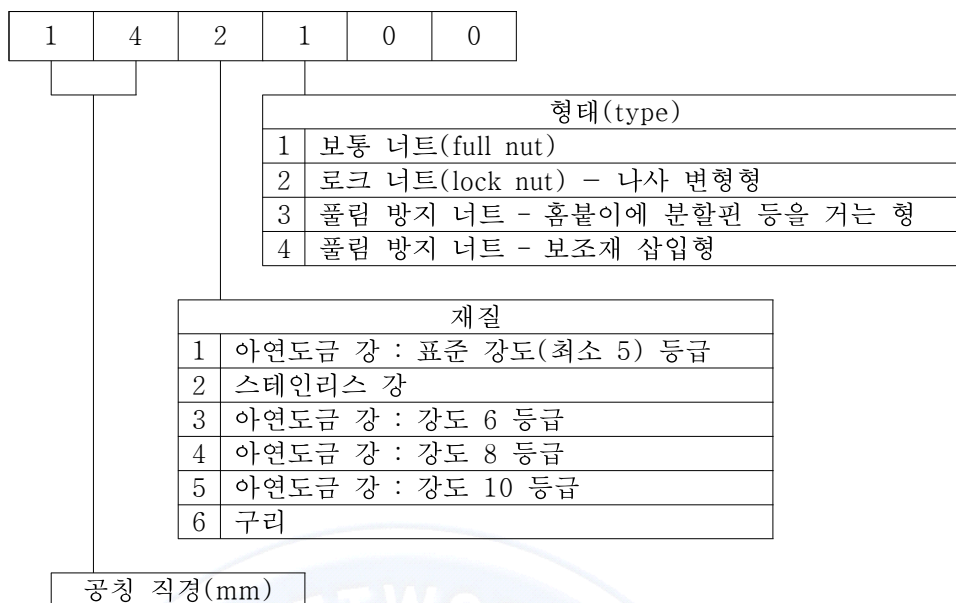 1 4 2 1 0 0
형태(type)
1 보통 너트(full nut)
2 로크 너트(lock nut) - 나사 변형형
3 풀림 방지 너트 - 홈붙이에 분할핀 등을 거는 형
4 풀림 방지 너트 - 보조재 삽입형
재질
1 아연도금 강 : 표준 강도(최소 5) 등급
2 스테인리스 강
3 아연도금 강 : 강도 6 등급
4 아연도금 강 : 강도 8 등급
5 아연도금 강 : 강도 10 등급
6 구리
공칭 직경(mm)